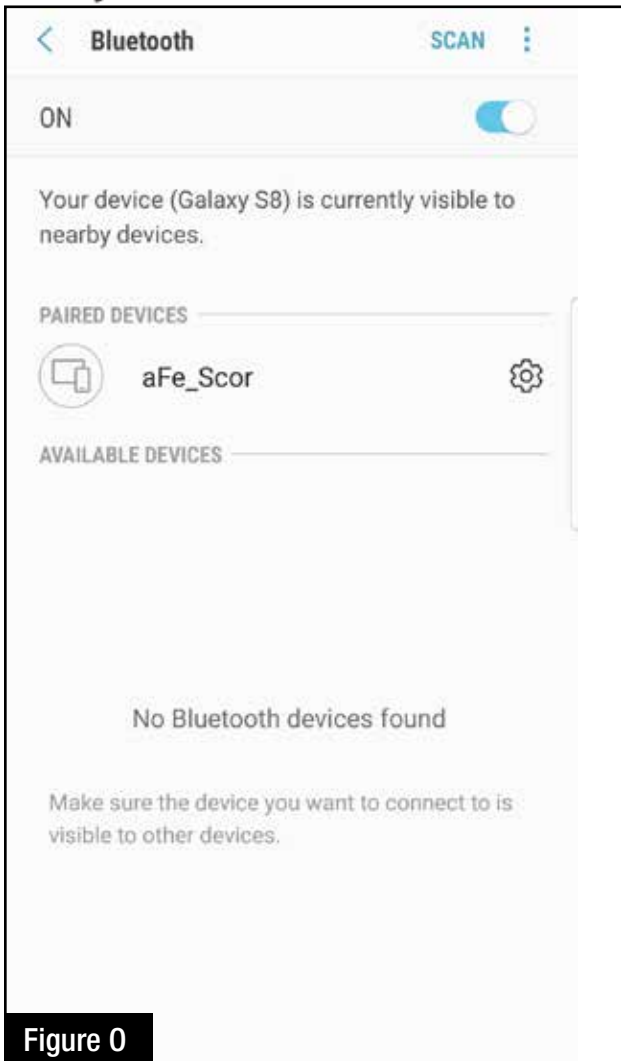 Bluetooth SCAN
ON
Your device (Galaxy S8) is currently visible to
nearby devices.
PAIRED DEVICES
aFe_Scor
AVAILABLE DEVICES
No Bluetooth devices found
Make sure the device you want to connect to is
visible to other devices.
Figure O